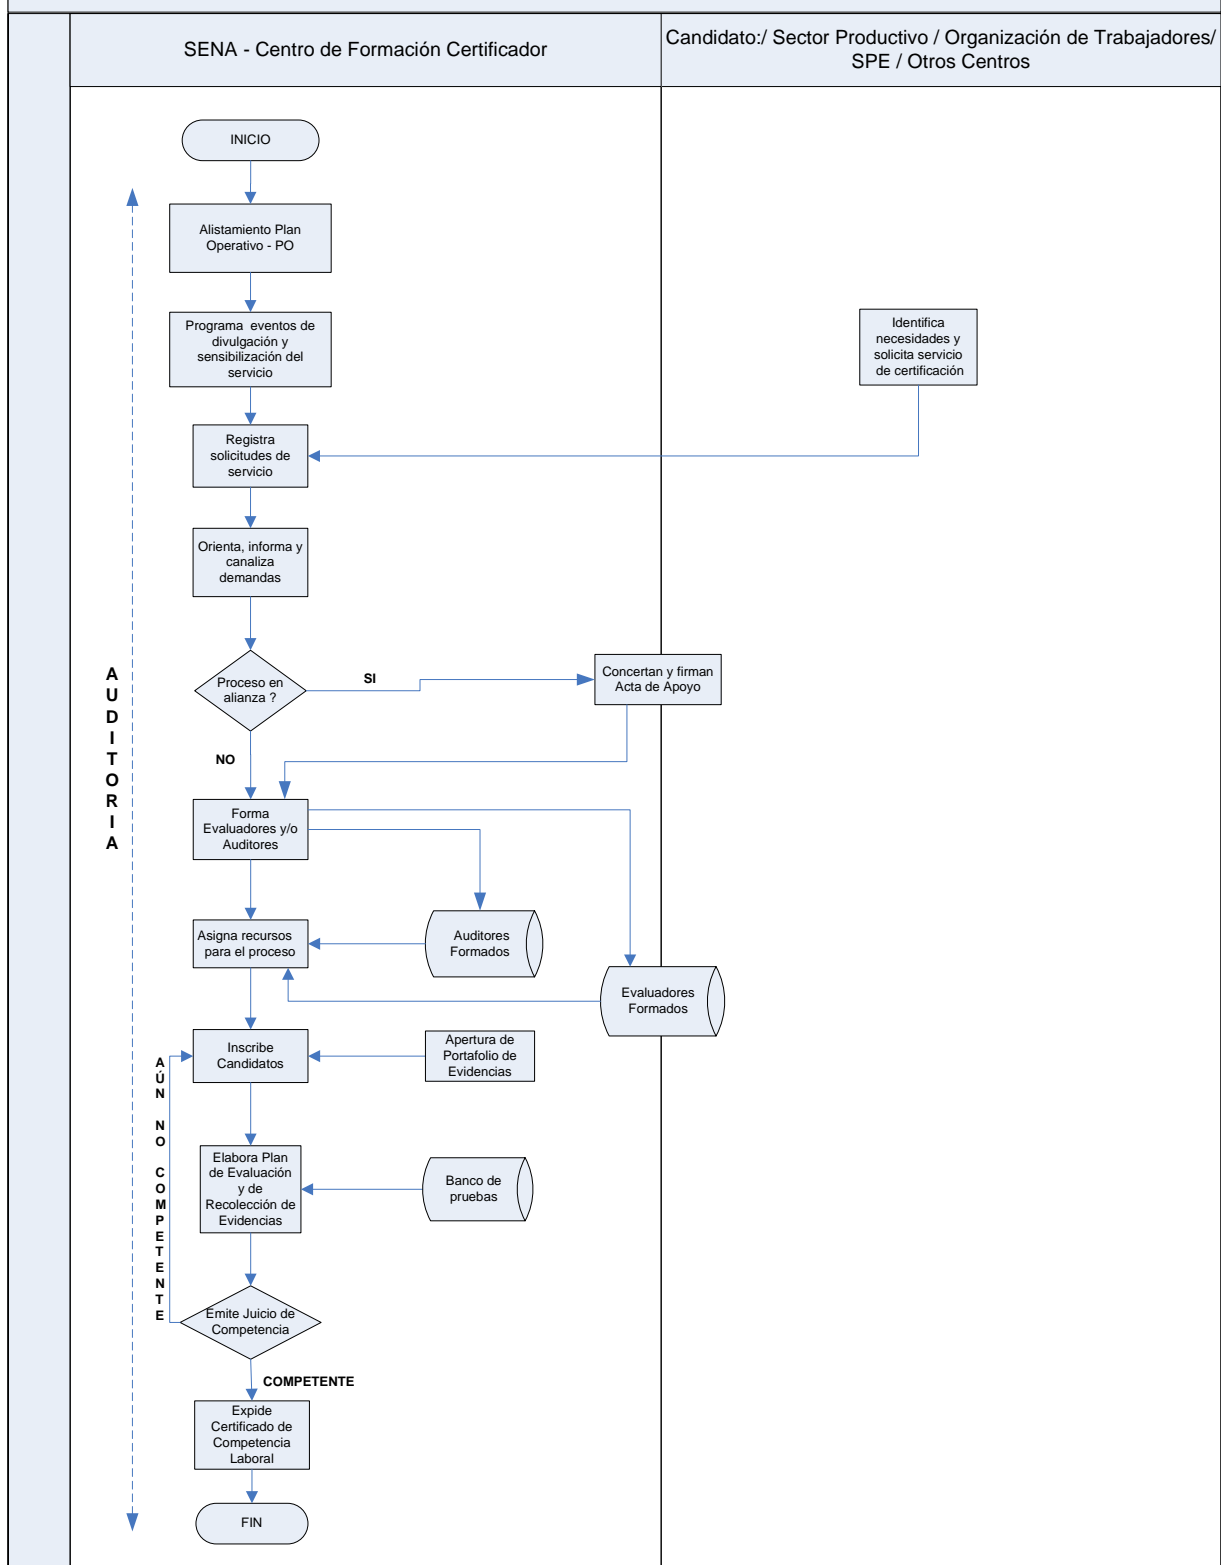 SENA - Centro de Formación Certificador
Candidato:/ Sector Productivo / Organización de Trabajadores/
SPE / Otros Centros
INICIO
Alistamiento Plan
Operativo - PO
Programa eventos de
divulgación y
sensibilización del
servicio
Identifica
necesidades y
solicita servicio
de certificación
Registra
solicitudes de
servicio
Orienta, informa y
canaliza
demandas
Proceso en
alianza ?
SI
Concertan y firman
Acta de Apoyo
NO
A
U
D
I
T
O
R
I
A
Forma
Evaluadores y/o
Auditores
Asigna recursos
para el proceso
Auditores
Formados
Evaluadores
Formados
Inscribe
Candidatos
Apertura de
Portafolio de
Evidencias
A
Ú
N
N
O
C
O
M
P
E
T
E
N
T
E
Elabora Plan
de Evaluación
y de
Recolección de
Evidencias
Banco de
pruebas
Emite Juicio de
Competencia
COMPETENTE
Expide
Certificado de
Competencia
Laboral
FIN